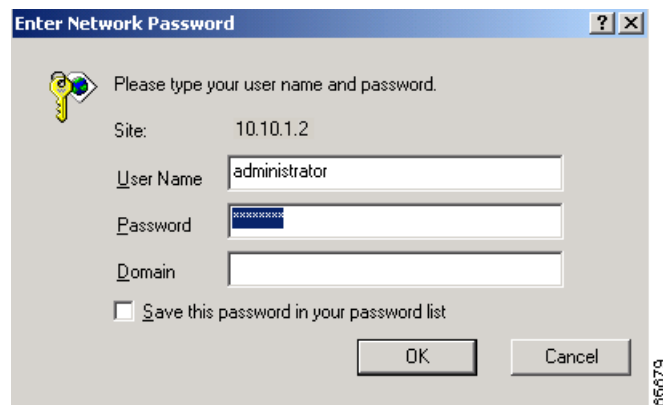 Enter Network Password
Please type your user name and password.
Site: 10.10.1.2
User Name administrator
Password ********
Domain
Save this password in your password list
OK Cancel
66679